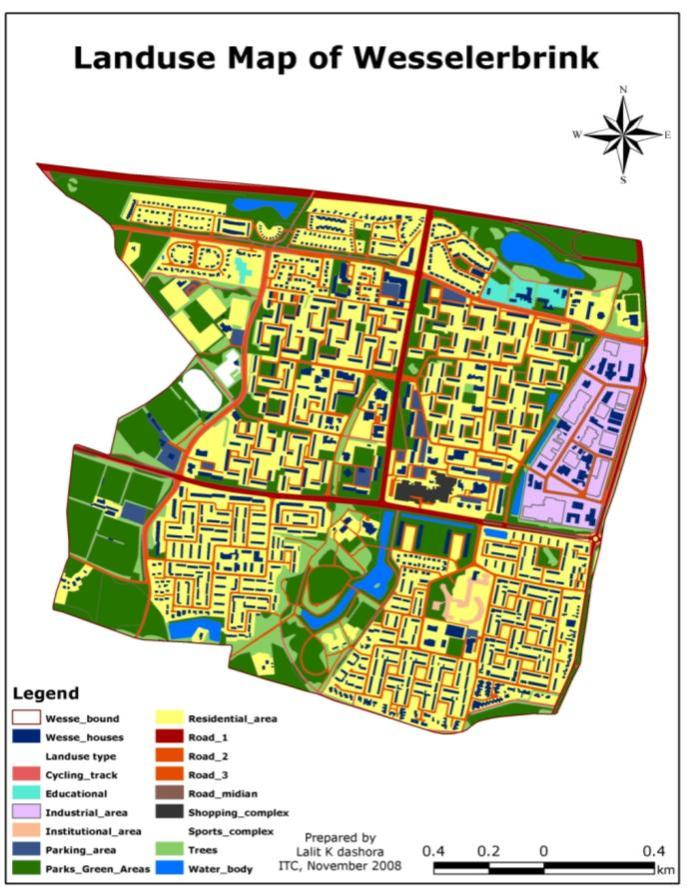 Landuse Map of Wesselerbrink
N
W E
S
Legend
Wesse_bound
Wesse_houses
Landuse type
Cycling_track
Educational
Industrial_area
Institutional_area
Parking_area
Parks_Green_Areas
Residential_area
Road_1
Road_2
Road_3
Road_midian
Shopping_complex
Sports_complex
Trees
Water_body
Prepared by
Lalit K dashora
ITC, November 2008
0.4 0.2 0 0.4
km